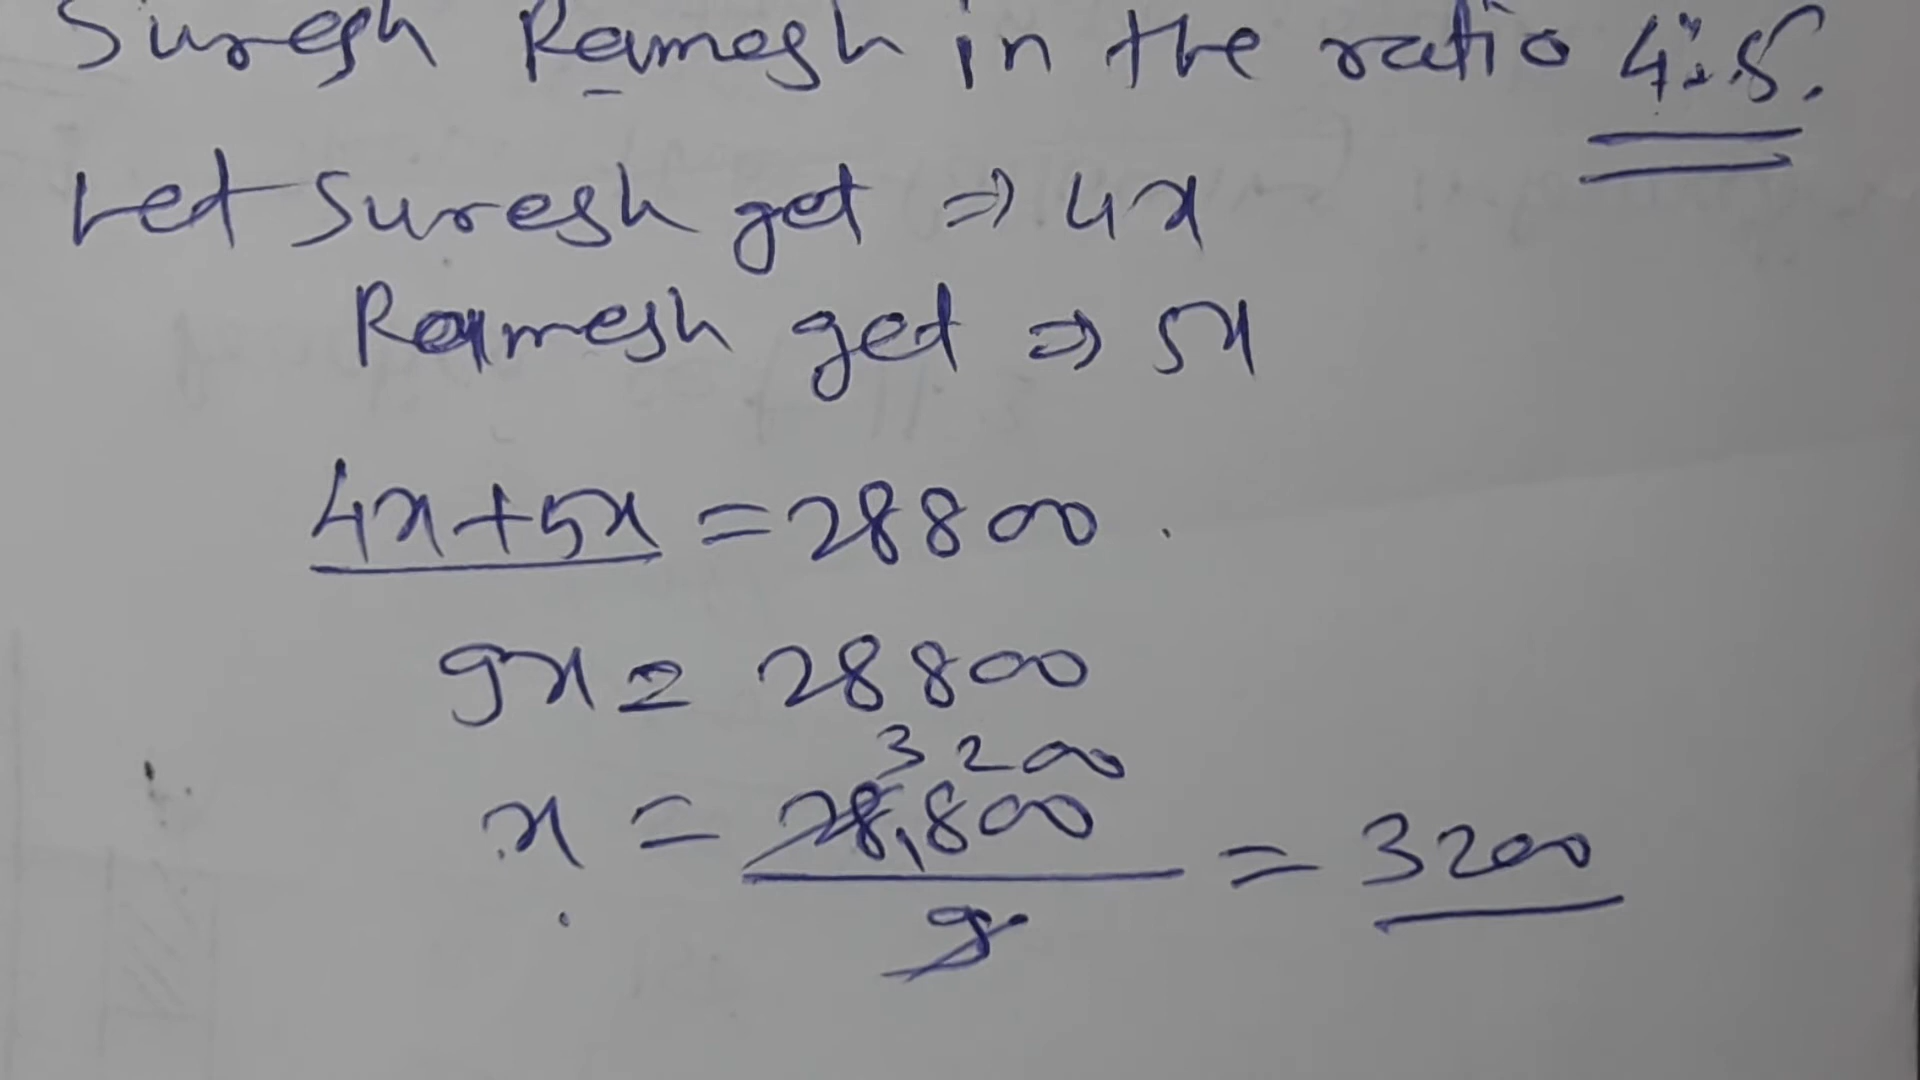 Suresh Ramesh in the ratio 4:5.
Let Suresh get ⇒ 4x
Ramesh get ⇒ 5x
4x+5x = 28800.
9x = 28800
3200
x = 28,800 / 9 = 3200